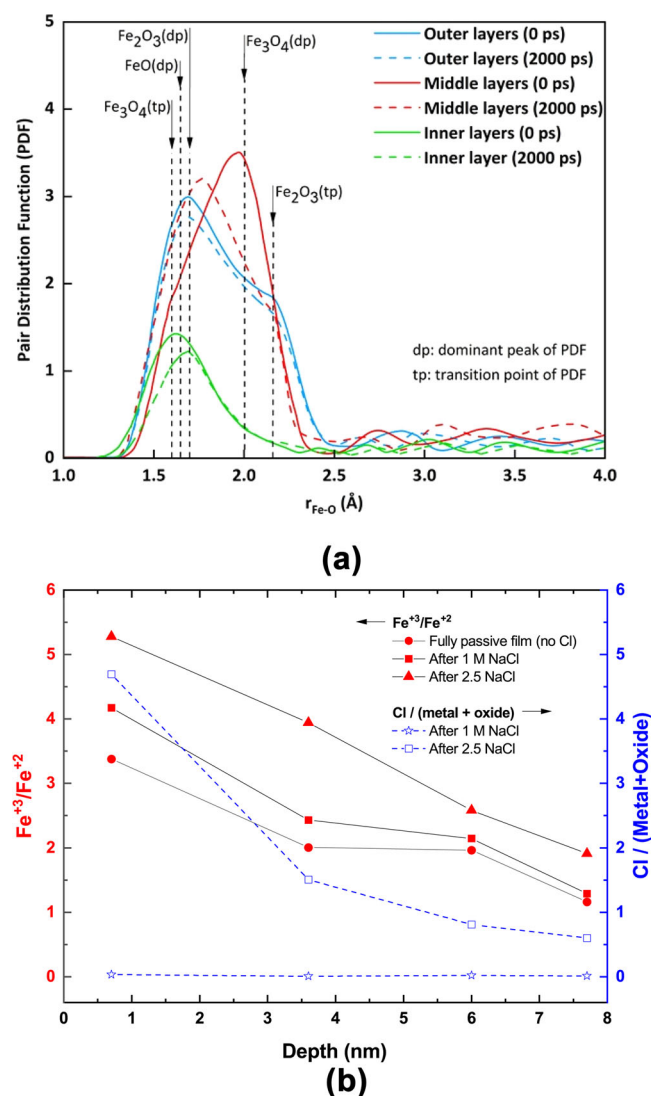 5
4
3
2
1
0
Pair Distribution Function (PDF)
Fe2O3(dp)
FeO(dp)
Fe3O4(tp)
Fe3O4(dp)
Fe2O3(tp)
Outer layers (0 ps)
Outer layers (2000 ps)
Middle layers (0 ps)
Middle layers (2000 ps)
Inner layers (0 ps)
Inner layer (2000 ps)
dp: dominant peak of PDF
tp: transition point of PDF
1.0 1.5 2.0 2.5 3.0 3.5 4.0
rFe-O (Å)
(a)
6
5
4
3
2
1
0
Fe+3/Fe+2
Fe+3/Fe+2
Fully passive film (no Cl)
After 1 M NaCl
After 2.5 NaCl
Cl / (metal + oxide)
After 1 M NaCl
After 2.5 NaCl
6
5
4
3
2
1
0
Cl / (Metal+Oxide)
0 1 2 3 4 5 6 7 8
Depth (nm)
(b)